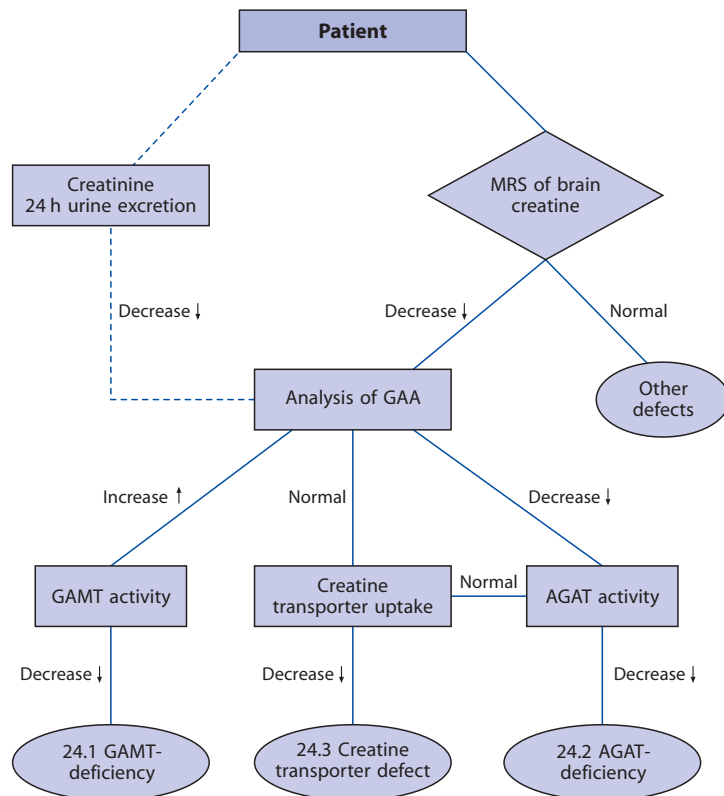 Patient
Creatinine
24 h urine excretion
MRS of brain
creatine
Decrease ↓
Decrease ↓
Normal
Analysis of GAA
Other
defects
Increase ↑
Normal
Decrease ↓
GAMT activity
Creatine
transporter uptake
Normal
AGAT activity
Decrease ↓
Decrease ↓
Decrease ↓
24.1 GAMT-
deficiency
24.3 Creatine
transporter defect
24.2 AGAT-
deficiency